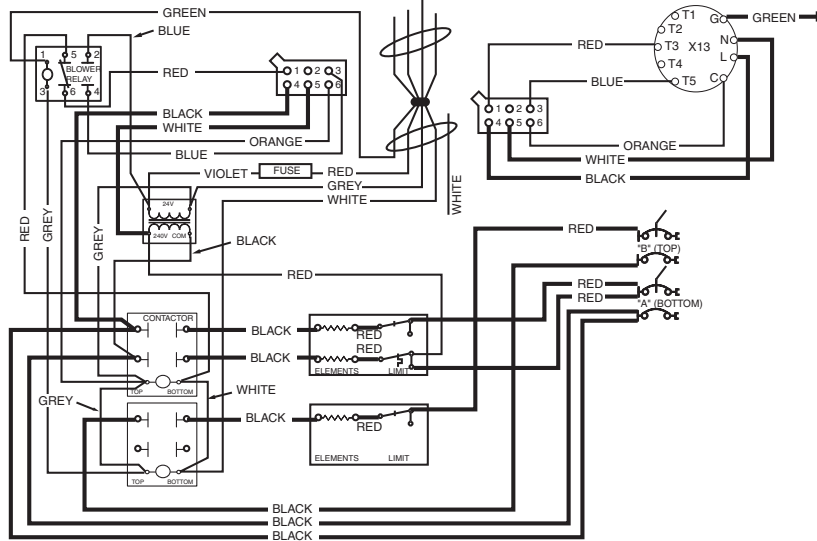 GREEN
BLUE
1 5 2
BLOWER
RELAY
3 6 4
RED
1 2 3
4 5 6
BLACK
WHITE
ORANGE
BLUE
VIOLET FUSE RED
GREY
WHITE
WHITE
24V
240V COM
BLACK
RED
GREY
GREY
RED
T1
T2
T3
T4
T5
X13
G
N
L
C
GREEN
RED
BLUE
1 2 3
4 5 6
ORANGE
WHITE
BLACK
RED
"B" (TOP)
RED
RED
"A" (BOTTOM)
CONTACTOR
BLACK
RED
RED
BLACK
ELEMENTS LIMIT
TOP BOTTOM
GREY
WHITE
BLACK
RED
ELEMENTS LIMIT
TOP BOTTOM
BLACK
BLACK
BLACK